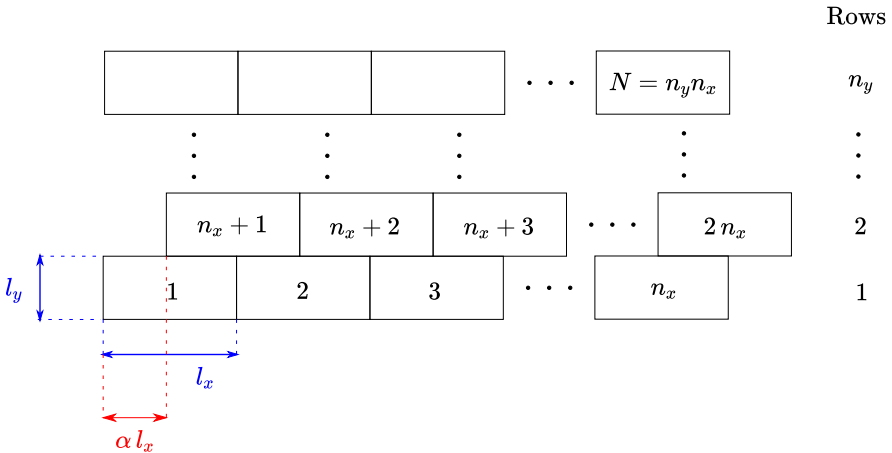 Rows
N = n_y n_x
n_y
n_x + 1
n_x + 2
n_x + 3
2 n_x
2
l_y
1
2
3
n_x
1
l_x
α l_x